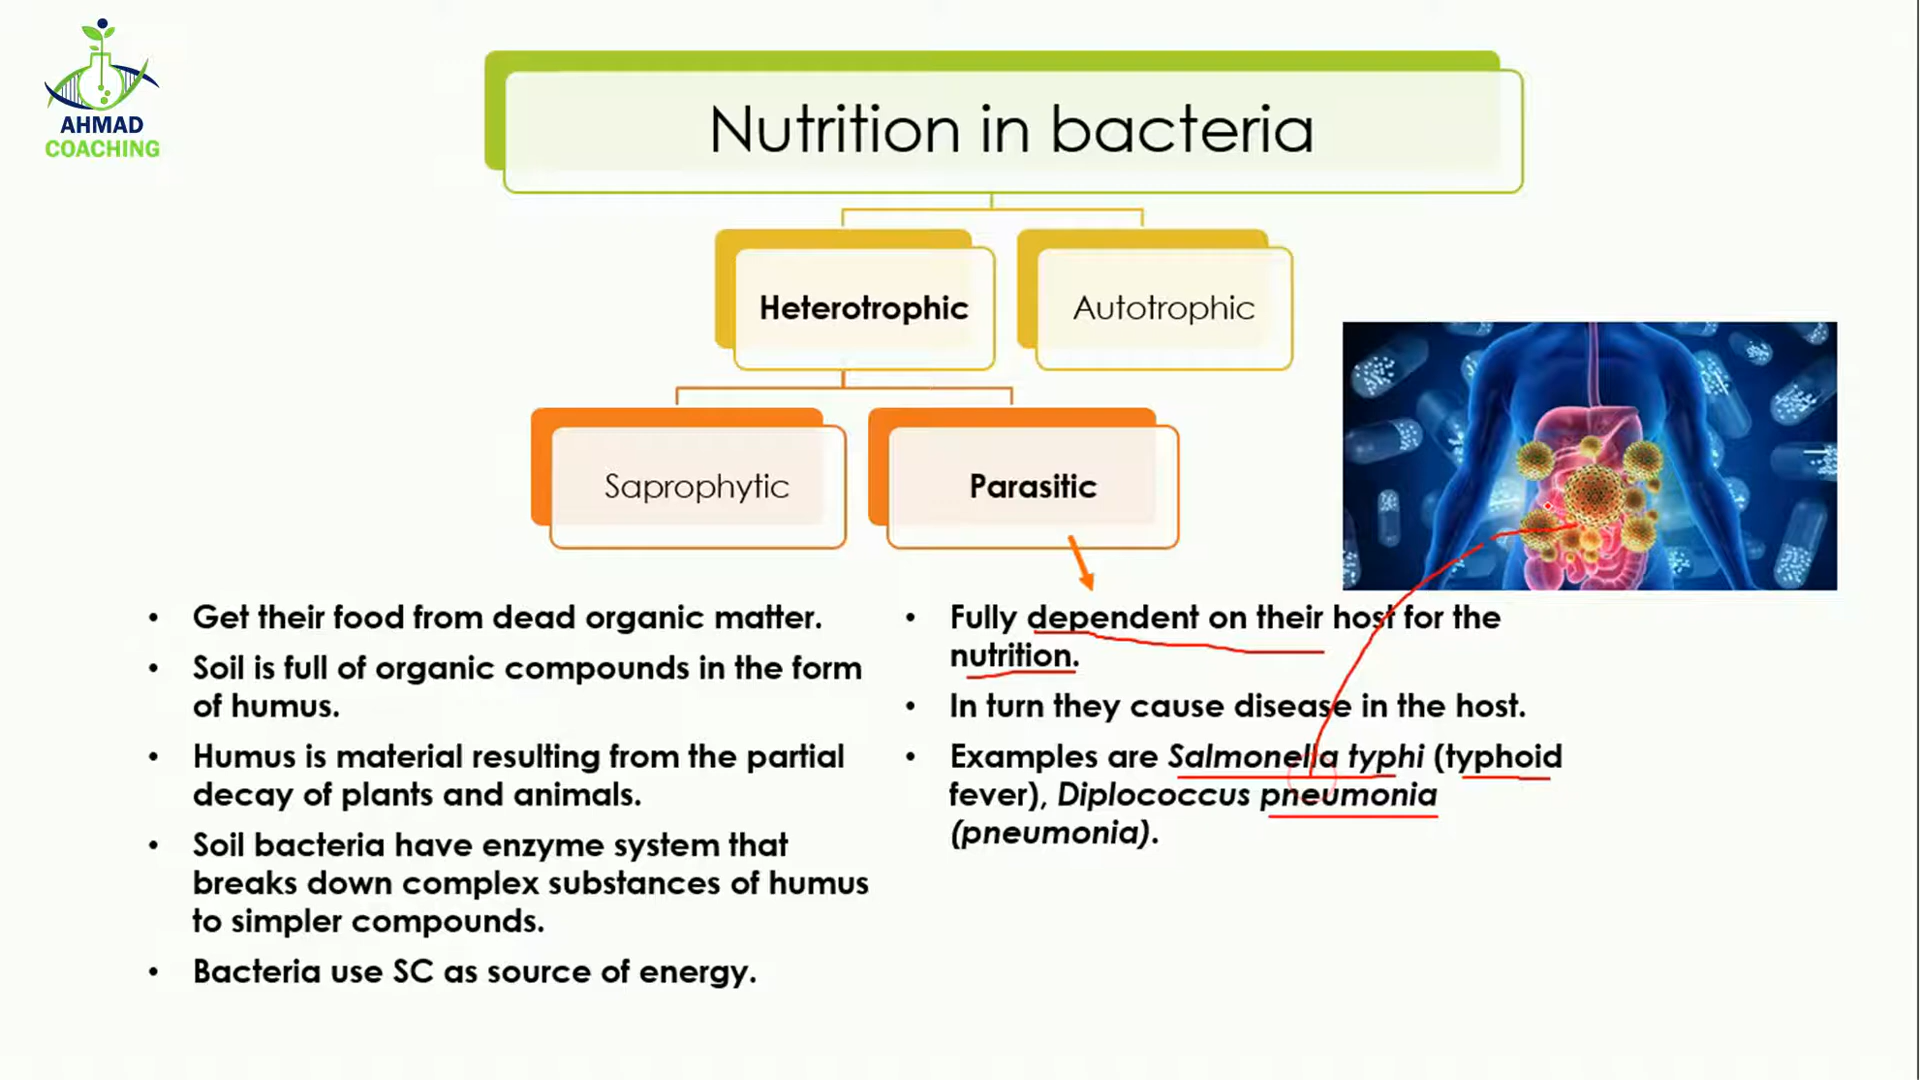 AHMAD
COACHING
Nutrition in bacteria
Heterotrophic
Autotrophic
Saprophytic
Parasitic
• Get their food from dead organic matter.
• Soil is full of organic compounds in the form
of humus.
• Humus is material resulting from the partial
decay of plants and animals.
• Soil bacteria have enzyme system that
breaks down complex substances of humus
to simpler compounds.
• Bacteria use SC as source of energy.
• Fully dependent on their host for the
nutrition.
• In turn they cause disease in the host.
• Examples are Salmonella typhi (typhoid
fever), Diplococcus pneumonia
(pneumonia).